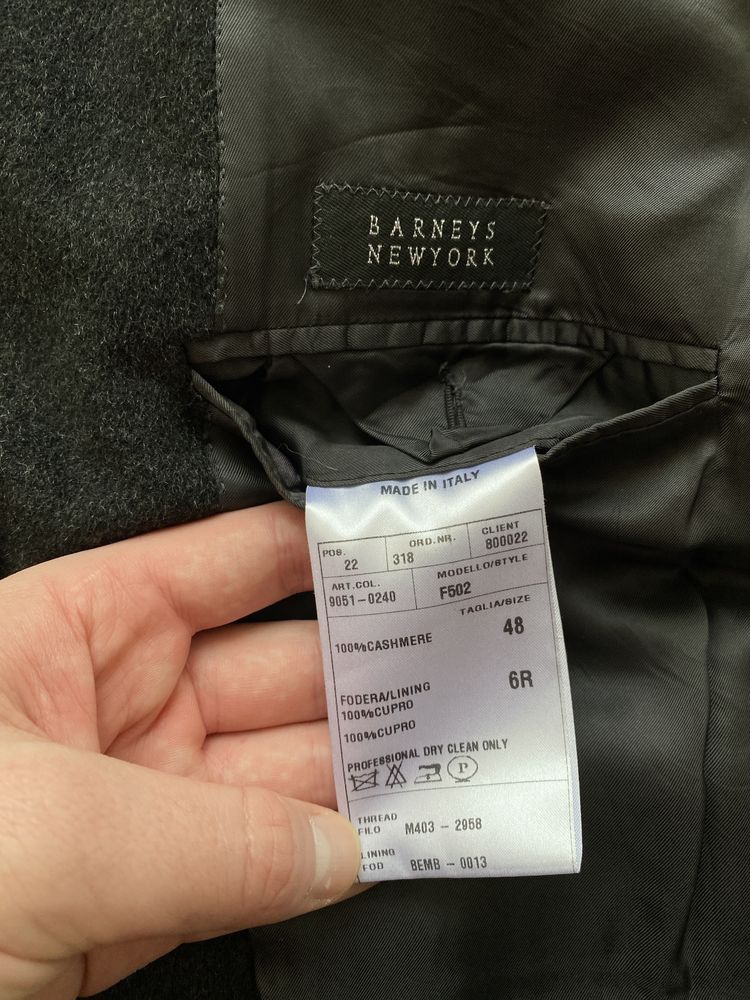 BARNEYS
NEWYORK
MADE IN ITALY
POS. 22 ORD.NR. 318 CLIENT 800022
ART.COL. 9051-0240 MODELLO/STYLE F502
TAGLIA/SIZE
100%CASHMERE 48
FODERA/LINING 6R
100%CUPRO
100%CUPRO
PROFESSIONAL DRY CLEAN ONLY
P
THREAD
FILO M403 - 2958
LINING
FOD BEMB - 0013